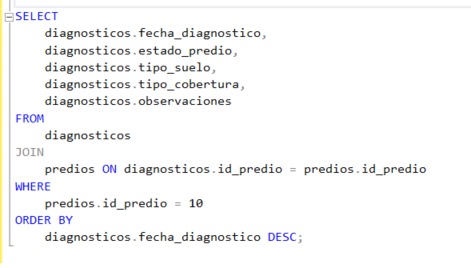 SELECT
    diagnosticos.fecha_diagnostico,
    diagnosticos.estado_predio,
    diagnosticos.tipo_suelo,
    diagnosticos.tipo_cobertura,
    diagnosticos.observaciones
FROM
    diagnosticos
JOIN
    predios ON diagnosticos.id_predio = predios.id_predio
WHERE
    predios.id_predio = 10
ORDER BY
    diagnosticos.fecha_diagnostico DESC;